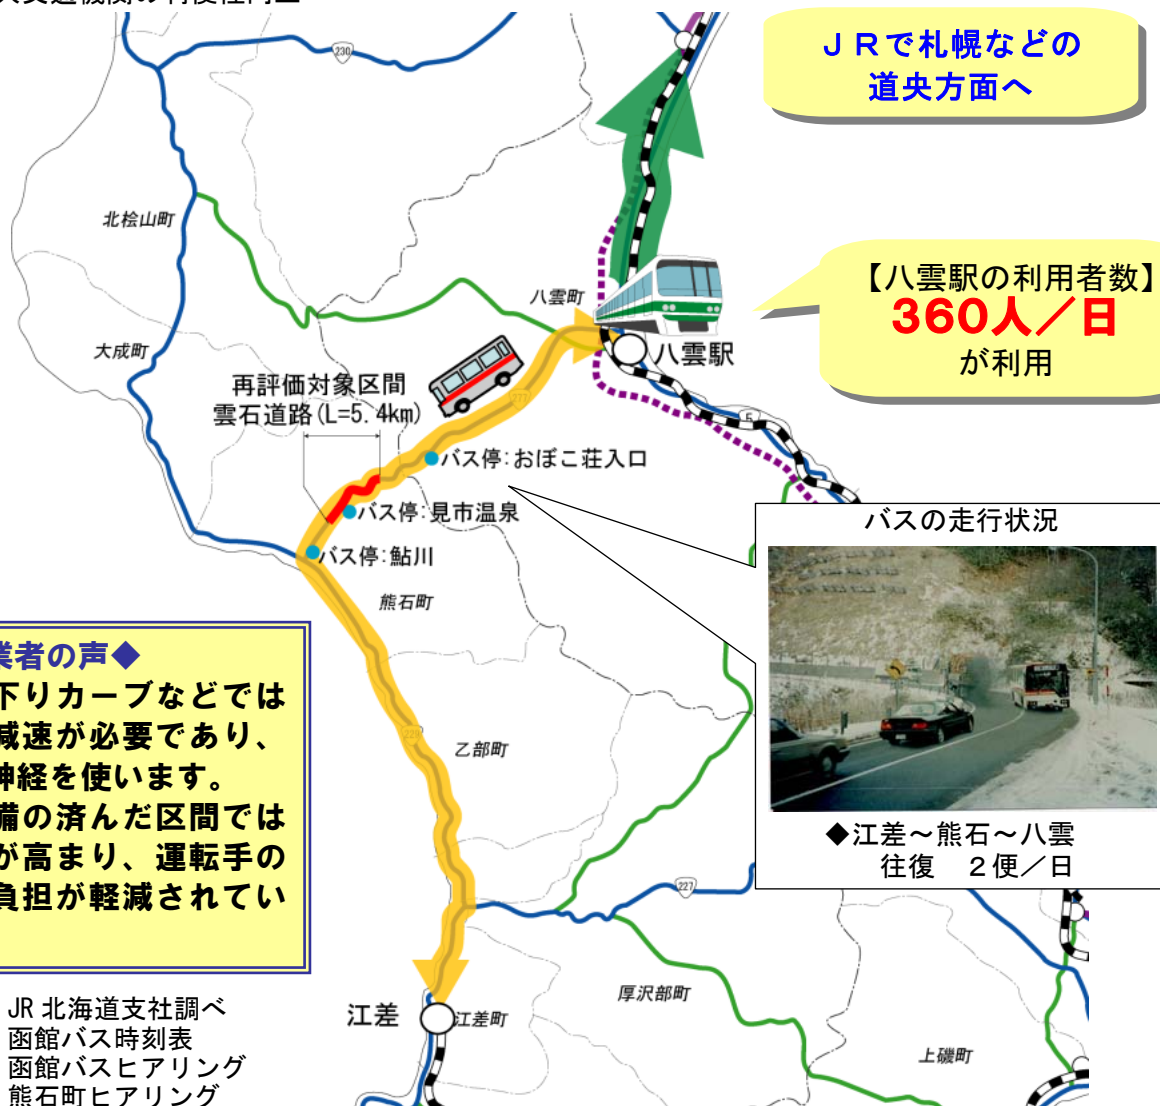 ＪＲで札幌などの
道央方面へ
230
北桧山町
八雲町
【八雲駅の利用者数】
３６０人／日
が利用
大成町
八雲駅
再評価対象区間
雲石道路(L=5.4km)
277
5
バス停:おぼこ荘入口
バス停:見市温泉
バス停:鮎川
熊石町
バスの走行状況
◆江差～熊石～八雲
往復　２便／日
業者の声◆
下りカーブなどでは
減速が必要であり、
神経を使います。
備の済んだ区間では
が高まり、運転手の
負担が軽減されてい
229
乙部町
227
厚沢部町
江差
江差町
上磯町
JR 北海道支社調べ
函館バス時刻表
函館バスヒアリング
熊石町ヒアリング